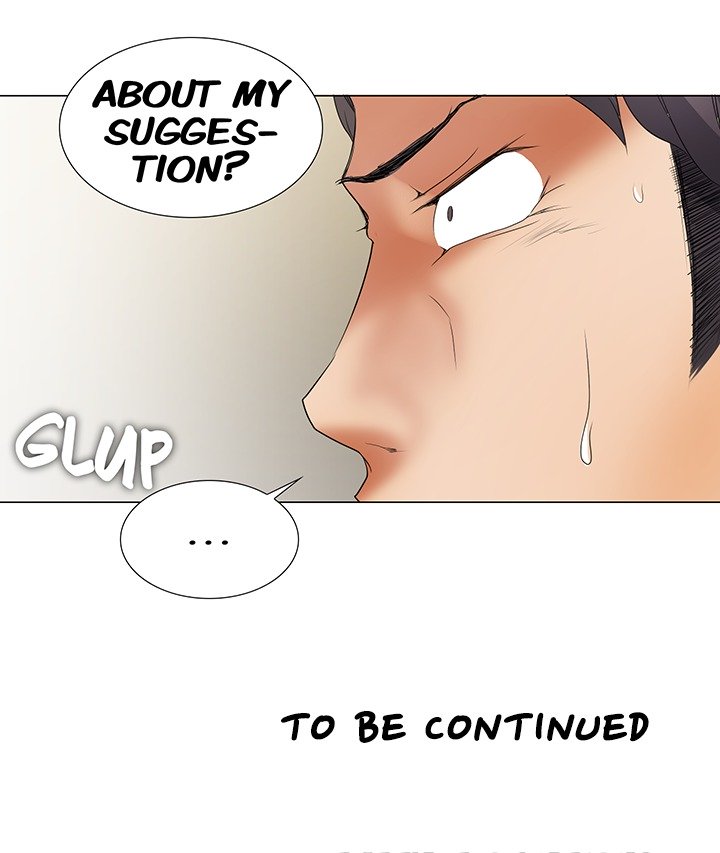 ABOUT MY
SUGGES-
TION?
GLUP
...
TO BE CONTINUED